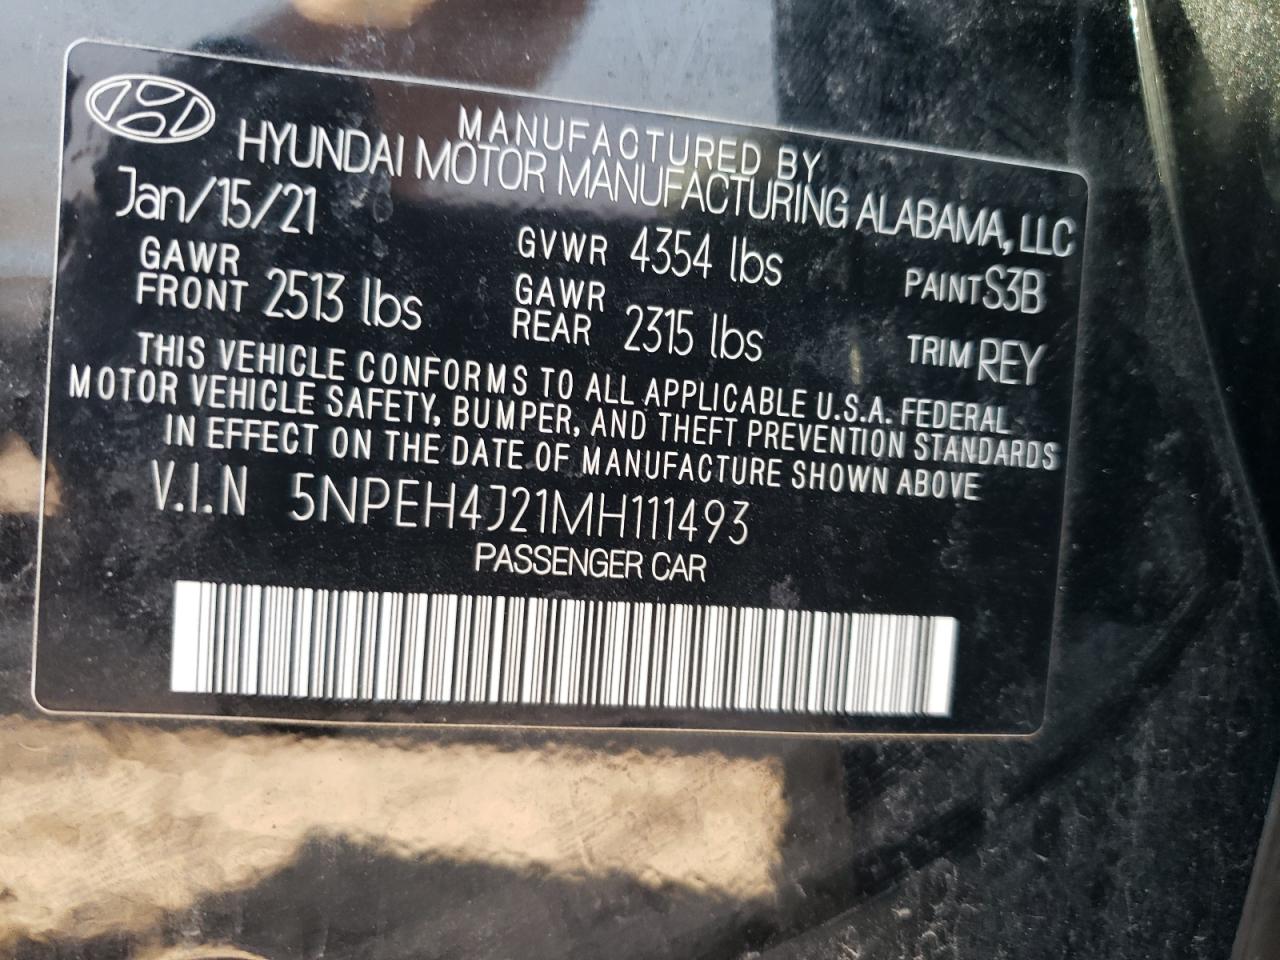 MANUFACTURED BY
HYUNDAI MOTOR MANUFACTURING ALABAMA, LLC
Jan/15/21
GVWR 4354 lbs
PAINT S3B
GAWR
FRONT 2513 lbs
GAWR
REAR 2315 lbs
TRIM REY
THIS VEHICLE CONFORMS TO ALL APPLICABLE U.S.A. FEDERAL
MOTOR VEHICLE SAFETY, BUMPER, AND THEFT PREVENTION STANDARDS
IN EFFECT ON THE DATE OF MANUFACTURE SHOWN ABOVE
V.I.N 5NPEH4J21MH111493
PASSENGER CAR